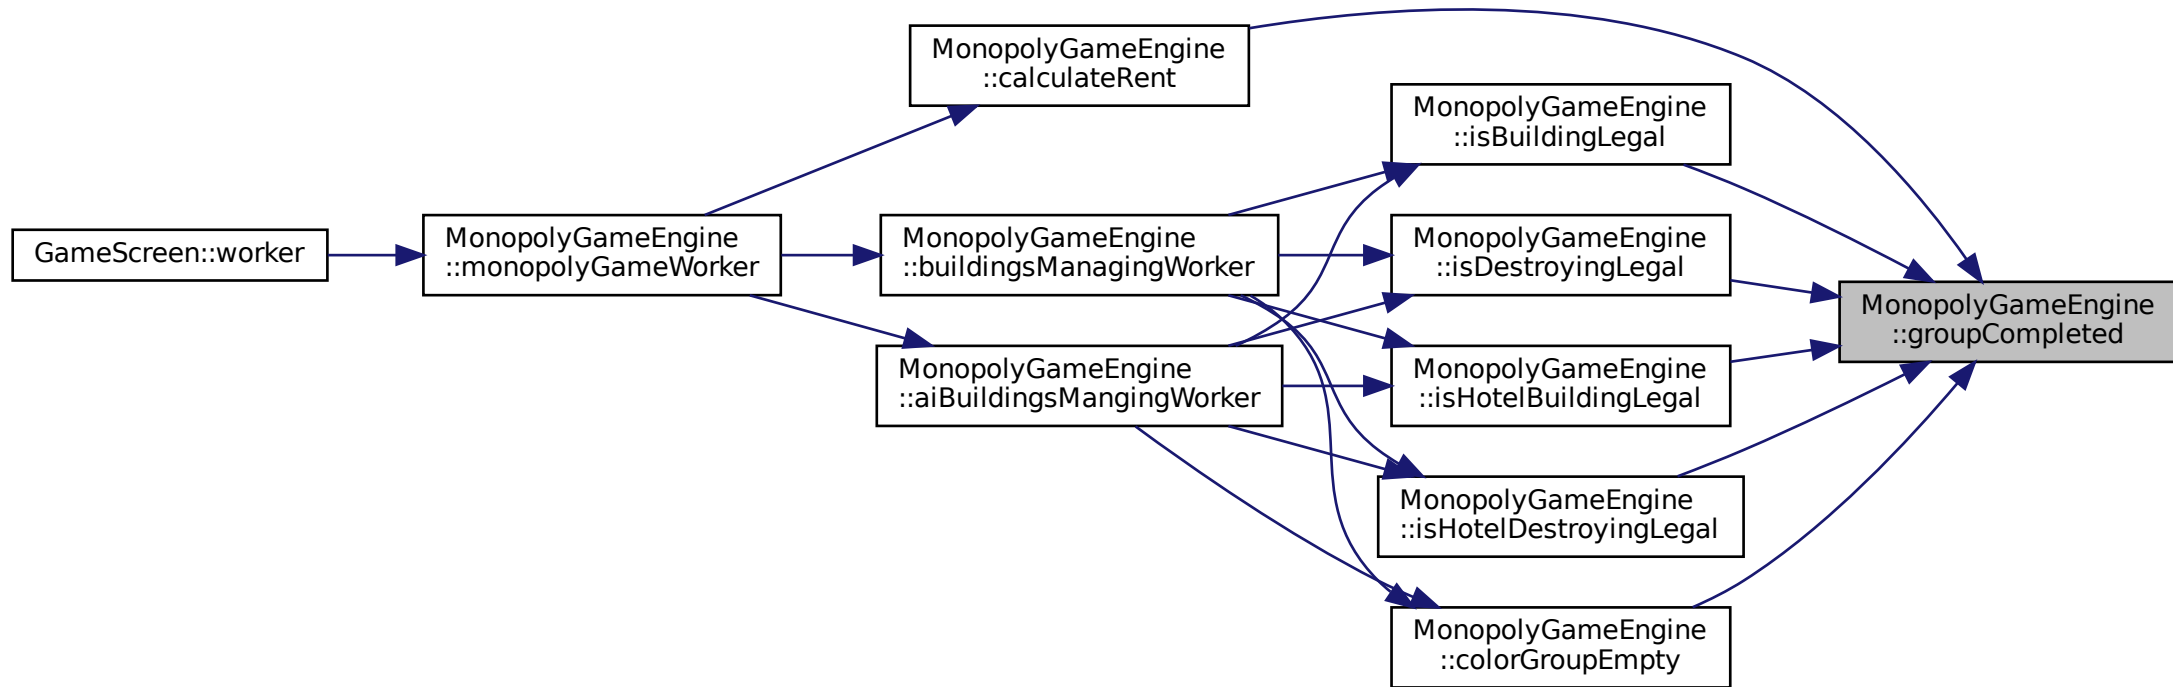 GameScreen::worker
MonopolyGameEngine
::monopolyGameWorker
MonopolyGameEngine
::calculateRent
MonopolyGameEngine
::buildingsManagingWorker
MonopolyGameEngine
::aiBuildingsMangingWorker
MonopolyGameEngine
::isBuildingLegal
MonopolyGameEngine
::isDestroyingLegal
MonopolyGameEngine
::isHotelBuildingLegal
MonopolyGameEngine
::isHotelDestroyingLegal
MonopolyGameEngine
::colorGroupEmpty
MonopolyGameEngine
::groupCompleted